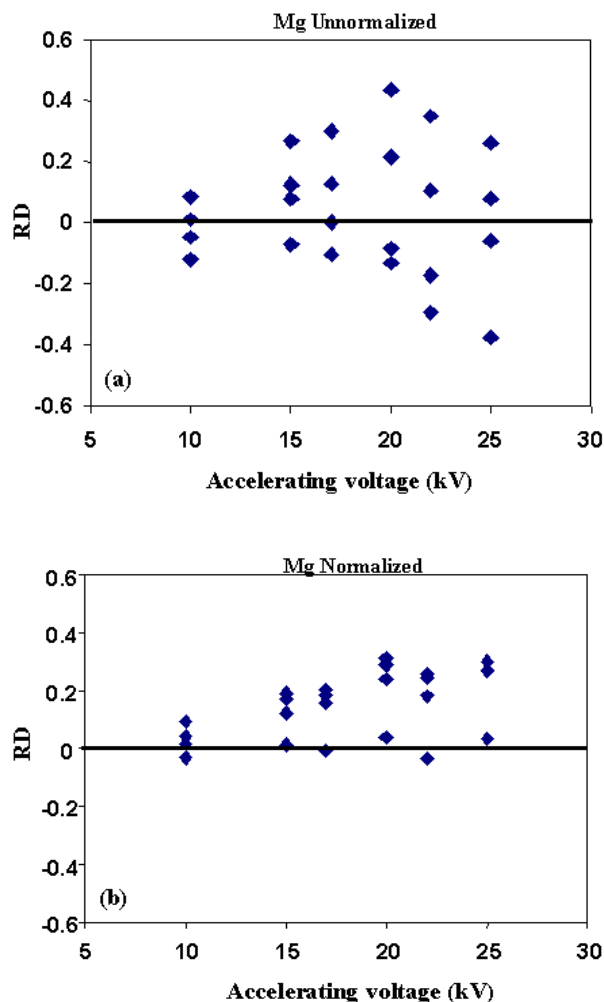 Mg Unnormalized
0.6
0.4
0.2
0
-0.2
-0.4
-0.6
RD
(a)
5 10 15 20 25 30
Accelerating voltage (kV)
Mg Normalized
0.6
0.4
0.2
0
-0.2
-0.4
-0.6
RD
(b)
5 10 15 20 25 30
Accelerating voltage (kV)